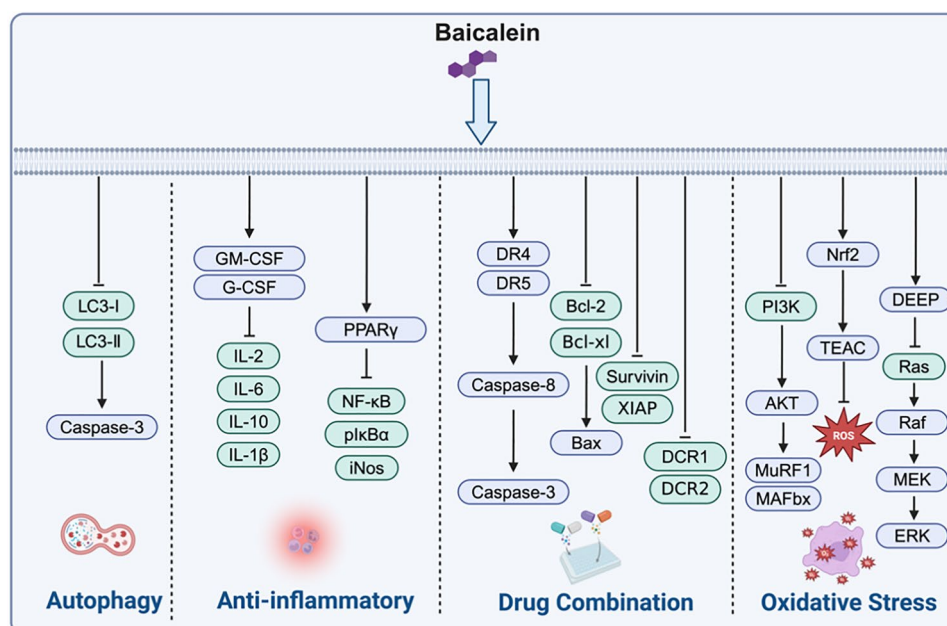 Baicalein
LC3-I
LC3-II
Caspase-3
Autophagy
GM-CSF
G-CSF
IL-2
IL-6
IL-10
IL-1β
PPARγ
NF-κB
pIκBα
iNos
Anti-inflammatory
DR4
DR5
Caspase-8
Caspase-3
Bcl-2
Bcl-xl
Bax
Survivin
XIAP
DCR1
DCR2
Drug Combination
PI3K
AKT
MuRF1
MAFbx
Nrf2
TEAC
ROS
DEEP
Ras
Raf
MEK
ERK
Oxidative Stress